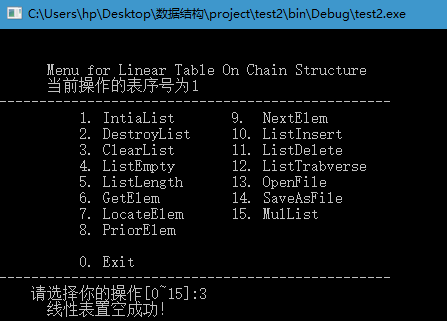 C:\Users\hp\Desktop\数据结构\project\test2\bin\Debug\test2.exe
Menu for Linear Table On Chain Structure
当前操作的表序号为1
-------------------------------------------------
1. IntiaList 9. NextElem
2. DestroyList 10. ListInsert
3. ClearList 11. ListDelete
4. ListEmpty 12. ListTrabverse
5. ListLength 13. OpenFile
6. GetElem 14. SaveAsFile
7. LocateElem 15. MulList
8. PriorElem
0. Exit
-------------------------------------------------
请选择你的操作[0~15]:3
线性表置空成功!